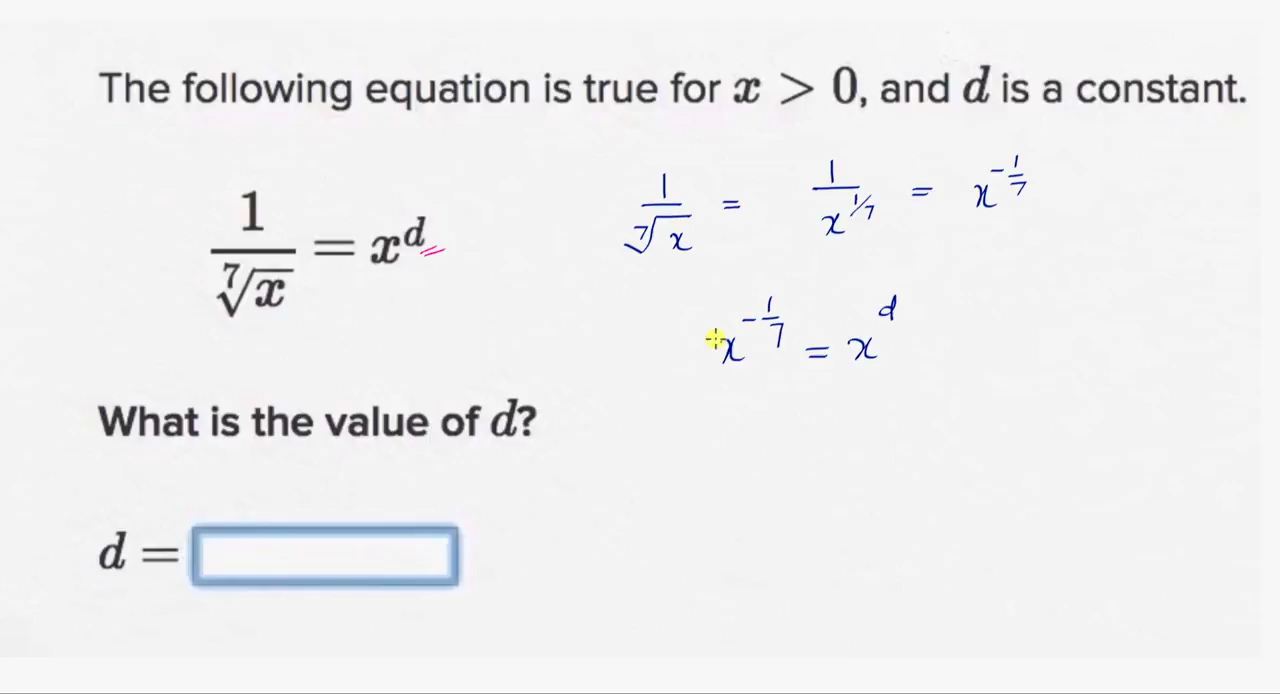 The following equation is true for x > 0, and d is a constant.
1/⁷√x = x^d
1/⁷√x = 1/x^(1/7) = x^(-1/7)
x^(-1/7) = x^d
What is the value of d?
d =